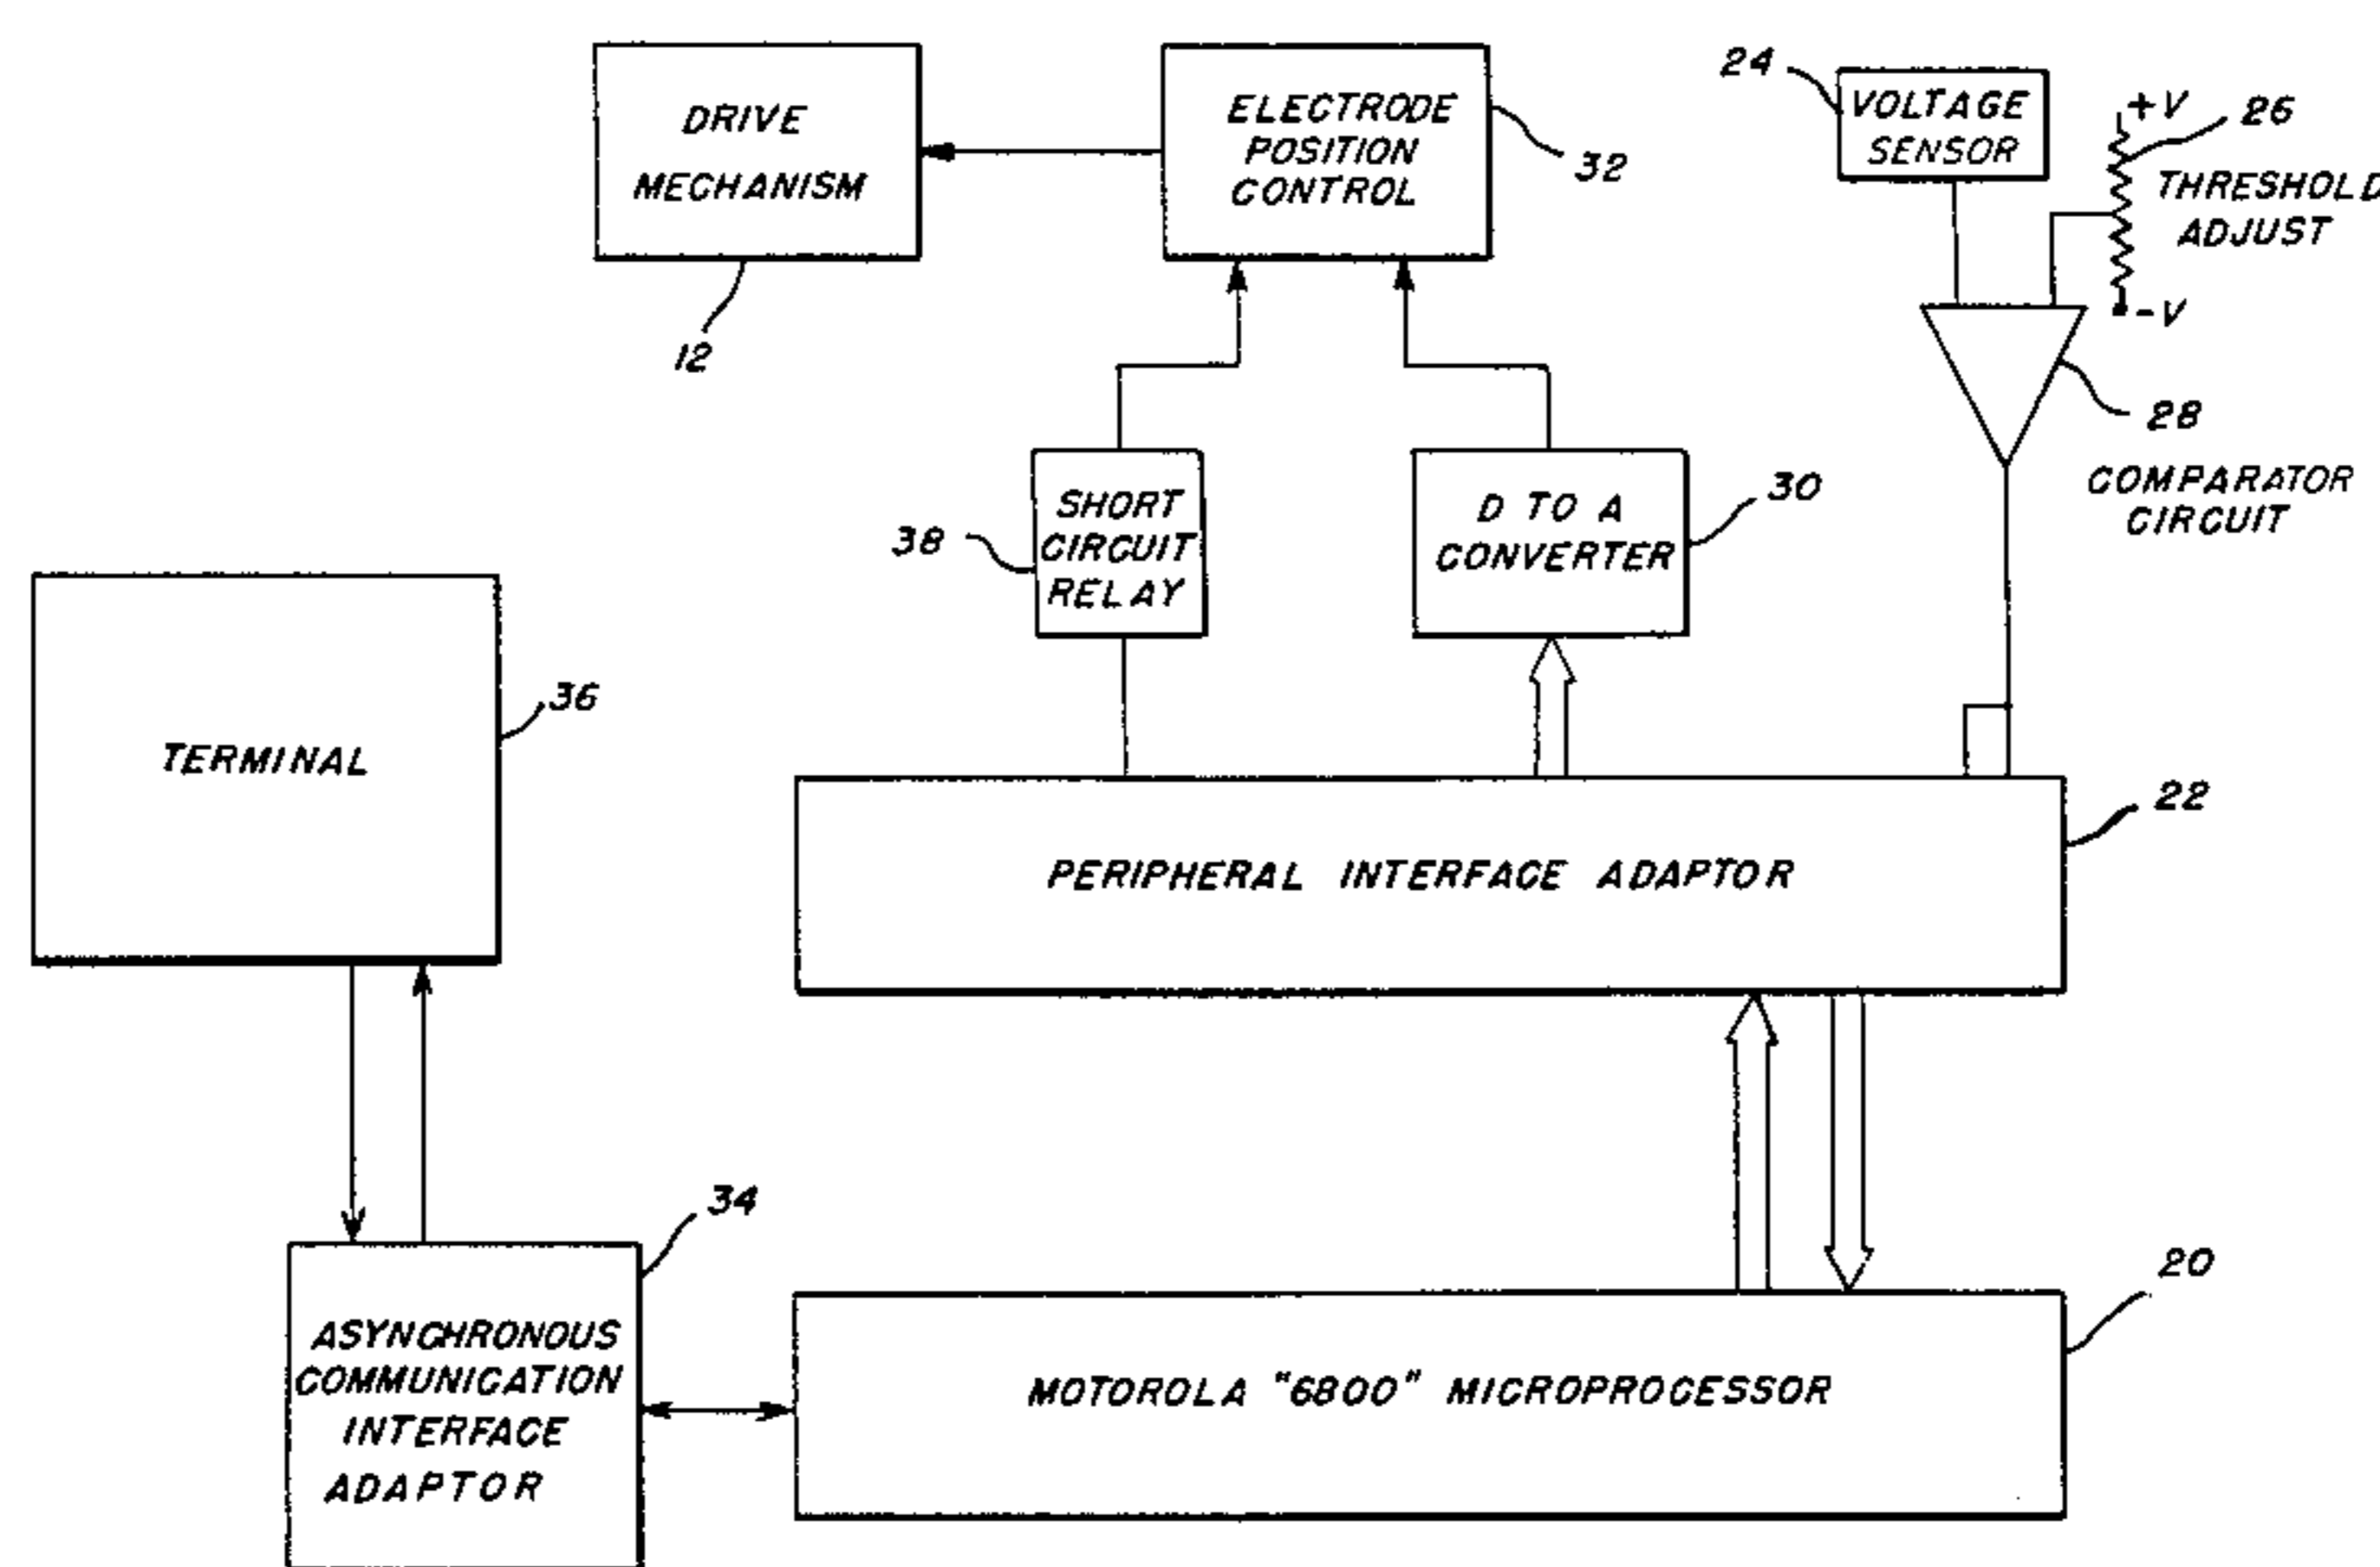 DRIVE
MECHANISM
12
ELECTRODE
POSITION
CONTROL
32
24
VOLTAGE
SENSOR
+V
26
THRESHOLD
ADJUST
-V
28
COMPARATOR
CIRCUIT
38
SHORT
CIRCUIT
RELAY
D TO A
CONVERTER
30
TERMINAL
36
PERIPHERAL INTERFACE ADAPTOR
22
34
ASYNCHRONOUS
COMMUNICATION
INTERFACE
ADAPTOR
MOTOROLA "6800" MICROPROCESSOR
20